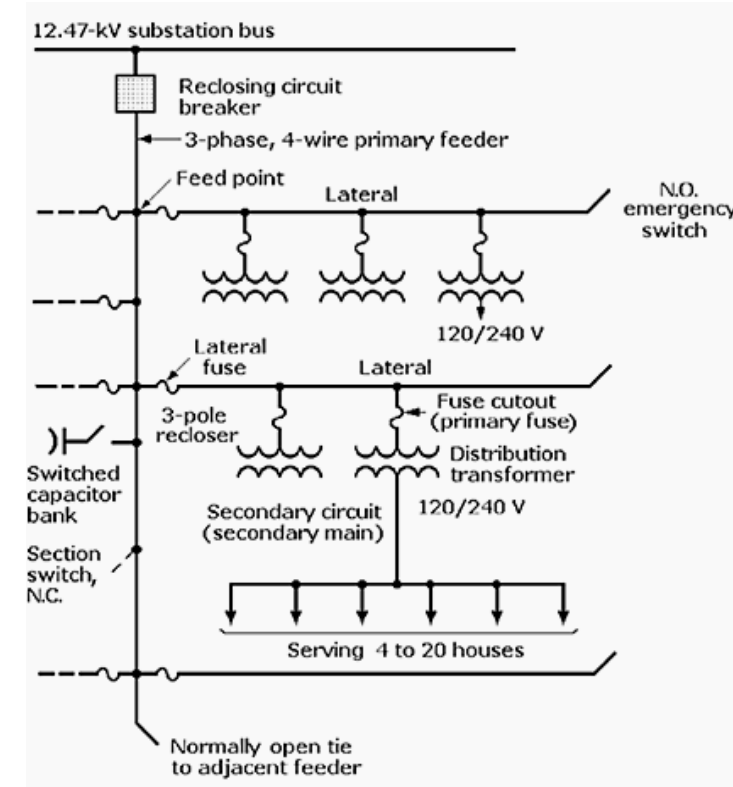 12.47-kV substation bus
Reclosing circuit
breaker
3-phase, 4-wire primary feeder
Feed point
Lateral
N.O.
emergency
switch
120/240 V
Lateral
fuse
Lateral
3-pole
recloser
Fuse cutout
(primary fuse)
Distribution
transformer
Switched
capacitor
bank
120/240 V
Secondary circuit
(secondary main)
Section
switch,
N.C.
Serving 4 to 20 houses
Normally open tie
to adjacent feeder